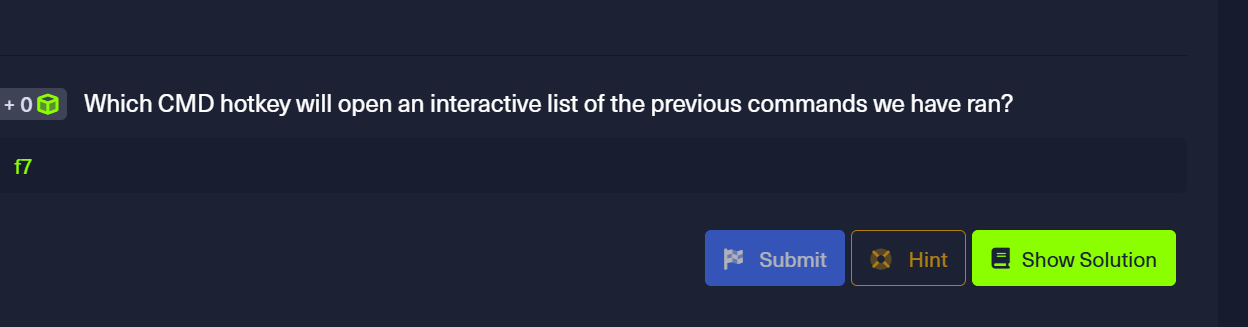 + 0 Which CMD hotkey will open an interactive list of the previous commands we have ran?
f7
Submit Hint Show Solution